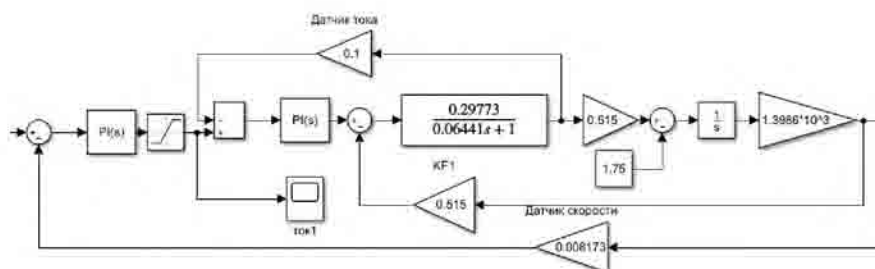 Датчик тока
0.1
PI(s)
PI(s)
0.29773
0.06441s + 1
0.515
1
s
1.3986*10^3
1.75
KF1
0.515
ток1
Датчик скорости
0.008173